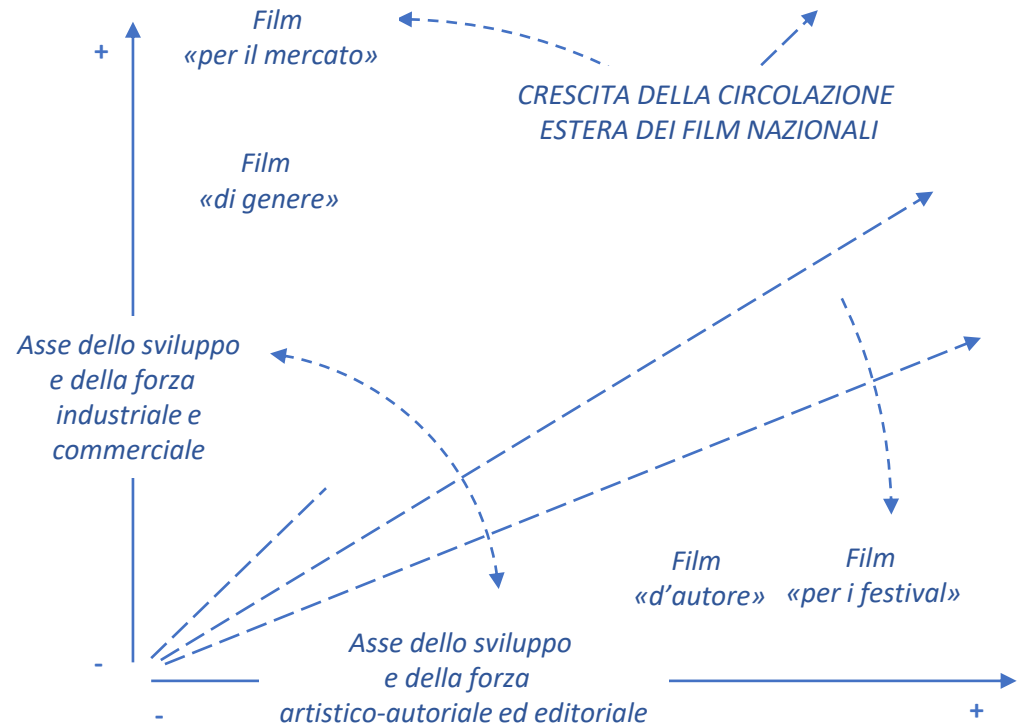 +
Film
«per il mercato»
CRESCITA DELLA CIRCOLAZIONE
ESTERA DEI FILM NAZIONALI
Film
«di genere»
Asse dello sviluppo
e della forza
industriale e
commerciale
Film
«d'autore»
Film
«per i festival»
-
Asse dello sviluppo
e della forza
artistico-autoriale ed editoriale
-
+